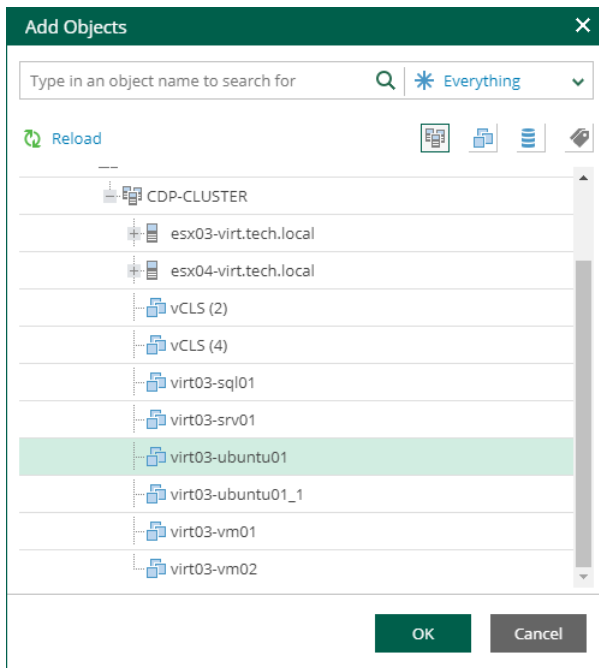 Add Objects
Type in an object name to search for
Everything
Reload
CDP-CLUSTER
esx03-virt.tech.local
esx04-virt.tech.local
vCLS (2)
vCLS (4)
virt03-sql01
virt03-srv01
virt03-ubuntu01
virt03-ubuntu01_1
virt03-vm01
virt03-vm02
OK
Cancel